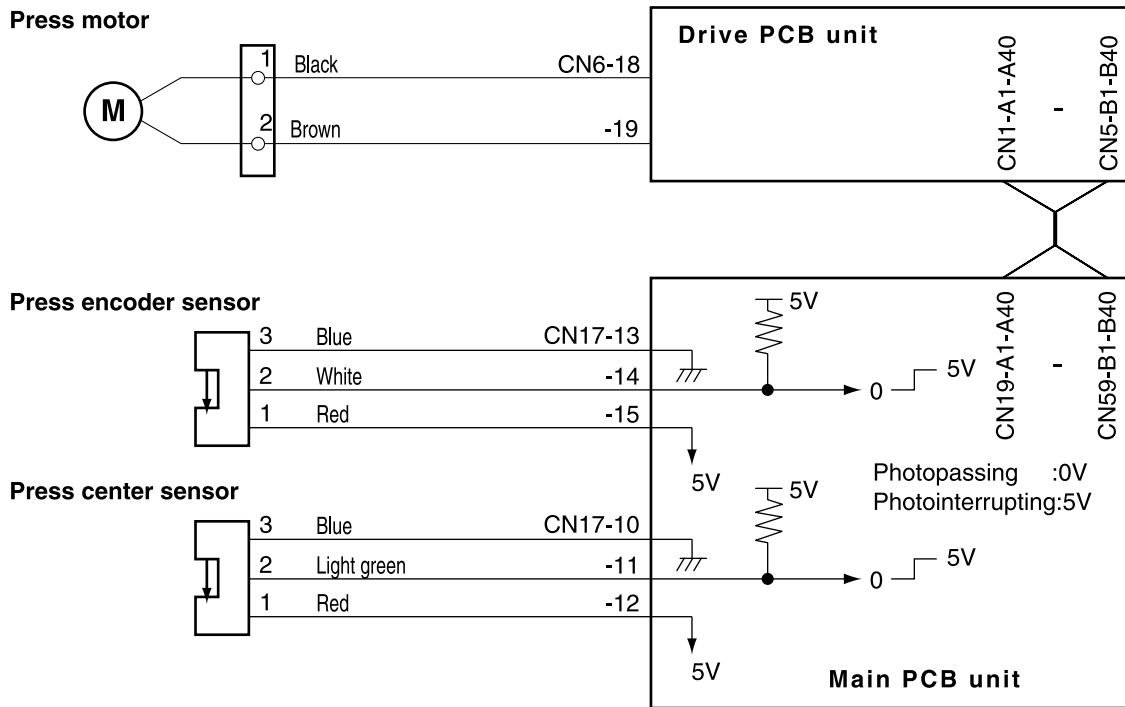 Press motor
M
1 Black CN6-18
2 Brown -19
Drive PCB unit
CN1-A1-A40 - CN5-B1-B40
Press encoder sensor
3 Blue CN17-13
2 White -14
1 Red -15
5V
5V
0 5V
CN19-A1-A40 - CN59-B1-B40
Photopassing :0V
Photointerrupting:5V
Press center sensor
3 Blue CN17-10
2 Light green -11
1 Red -12
5V
5V
0 5V
Main PCB unit